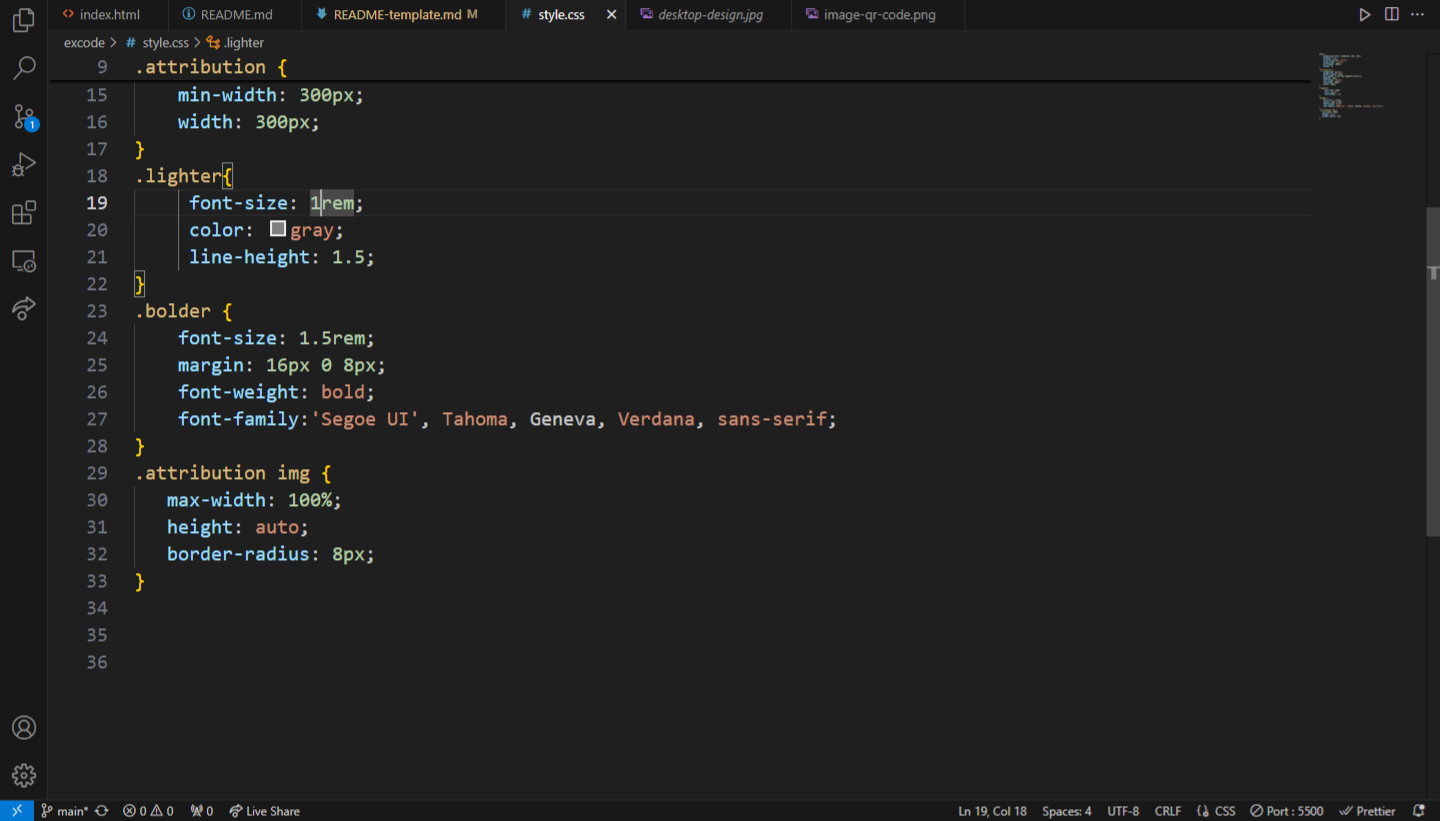 index.html README.md README-template.md M style.css desktop-design.jpg image-qr-code.png
excode > # style.css > .lighter
9 .attribution {
15 min-width: 300px;
16 width: 300px;
17 }
18 .lighter{
19 font-size: 1rem;
20 color: gray;
21 line-height: 1.5;
22 }
23 .bolder {
24 font-size: 1.5rem;
25 margin: 16px 0 8px;
26 font-weight: bold;
27 font-family:'Segoe UI', Tahoma, Geneva, Verdana, sans-serif;
28 }
29 .attribution img {
30 max-width: 100%;
31 height: auto;
32 border-radius: 8px;
33 }
34
35
36
1
main* 0 0 0 Live Share Ln 19, Col 18 Spaces: 4 UTF-8 CRLF CSS Port : 5500 Prettier